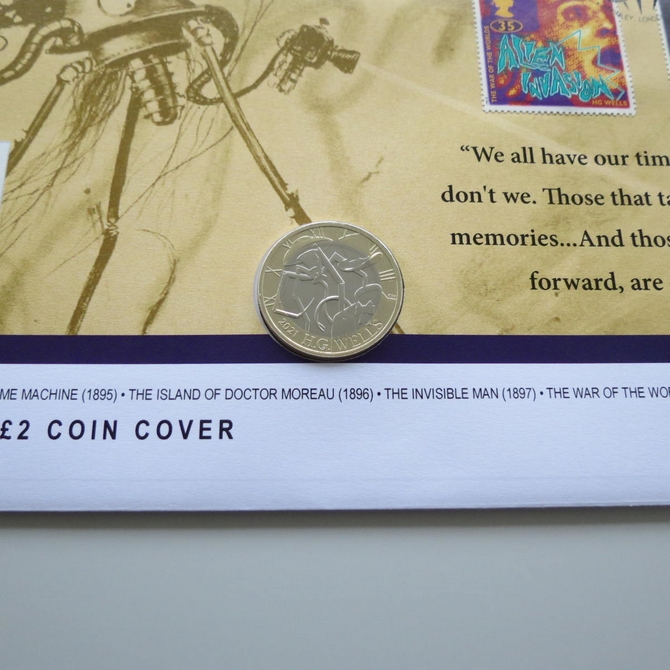 THE WAR OF THE WORLDS
35
ALIEN
INVASION
HG WELLS
“We all have our tim
don't we. Those that ta
memories...And thos
forward, are
2021 H.G. WELLS
ME MACHINE (1895) • THE ISLAND OF DOCTOR MOREAU (1896) • THE INVISIBLE MAN (1897) • THE WAR OF THE WOR
£2 COIN COVER